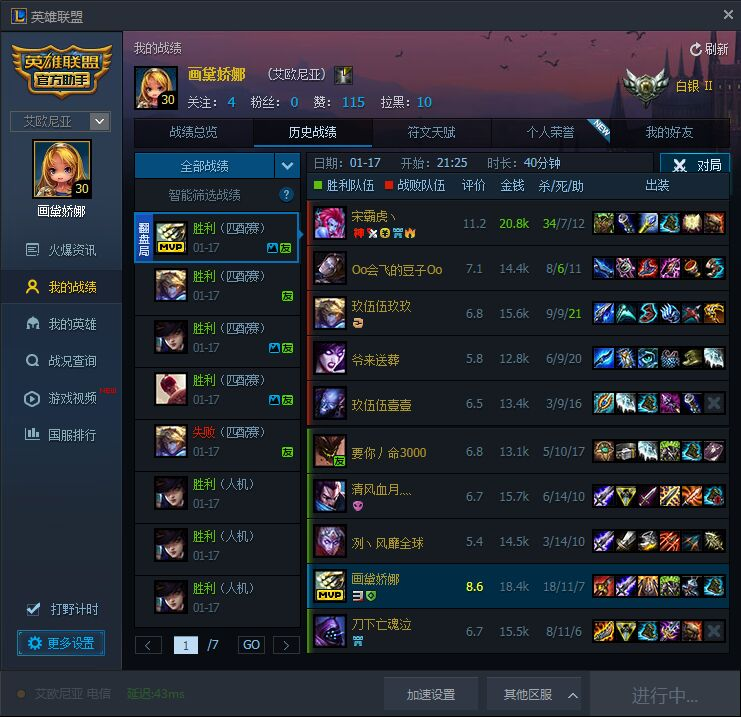 英雄联盟
英雄联盟
官方助手
艾欧尼亚
30
画黛娇娜
火爆资讯
我的战绩
我的英雄
战况查询
游戏视频 NEW
国服排行
打野计时
更多设置
我的战绩
刷新
30
画黛娇娜 (艾欧尼亚)
关注: 4 粉丝: 0 赞: 115 拉黑: 10
白银 II
战绩总览 历史战绩 符文天赋 个人荣誉 NEW 我的好友
全部战绩
智能筛选战绩 ?
翻盘局
MVP
胜利 (匹配赛)
01-17 友
胜利 (匹配赛)
01-17 友
胜利 (匹配赛)
01-17 友
胜利 (匹配赛)
01-17 友
失败 (匹配赛)
01-17 友
胜利 (人机)
01-17
胜利 (人机)
01-17
胜利 (人机)
01-17
< 1 /7 GO >
日期: 01-17 开始: 21:25 时长: 40分钟 对局
胜利队伍 战败队伍 评价 金钱 杀/死/助 出装
宋霸虎丶 11.2 20.8k 34/7/12
神
Oo会飞的豆子Oo 7.1 14.4k 8/6/11
玖伍伍玖玖 6.8 15.6k 9/9/21
爷来送葬 5.8 12.8k 6/9/20
玖伍伍壹壹 6.5 13.4k 3/9/16
要你丿命3000 6.8 13.1k 5/10/17
友
清风血月灬 6.7 15.7k 6/14/10
冽丶风靡全球 5.4 14.5k 3/14/10
画黛娇娜 8.6 18.4k 18/11/7
MVP
刀下亡魂泣 6.7 15.5k 8/11/6
艾欧尼亚 电信 延迟:43ms
加速设置
其他区服
进行中...